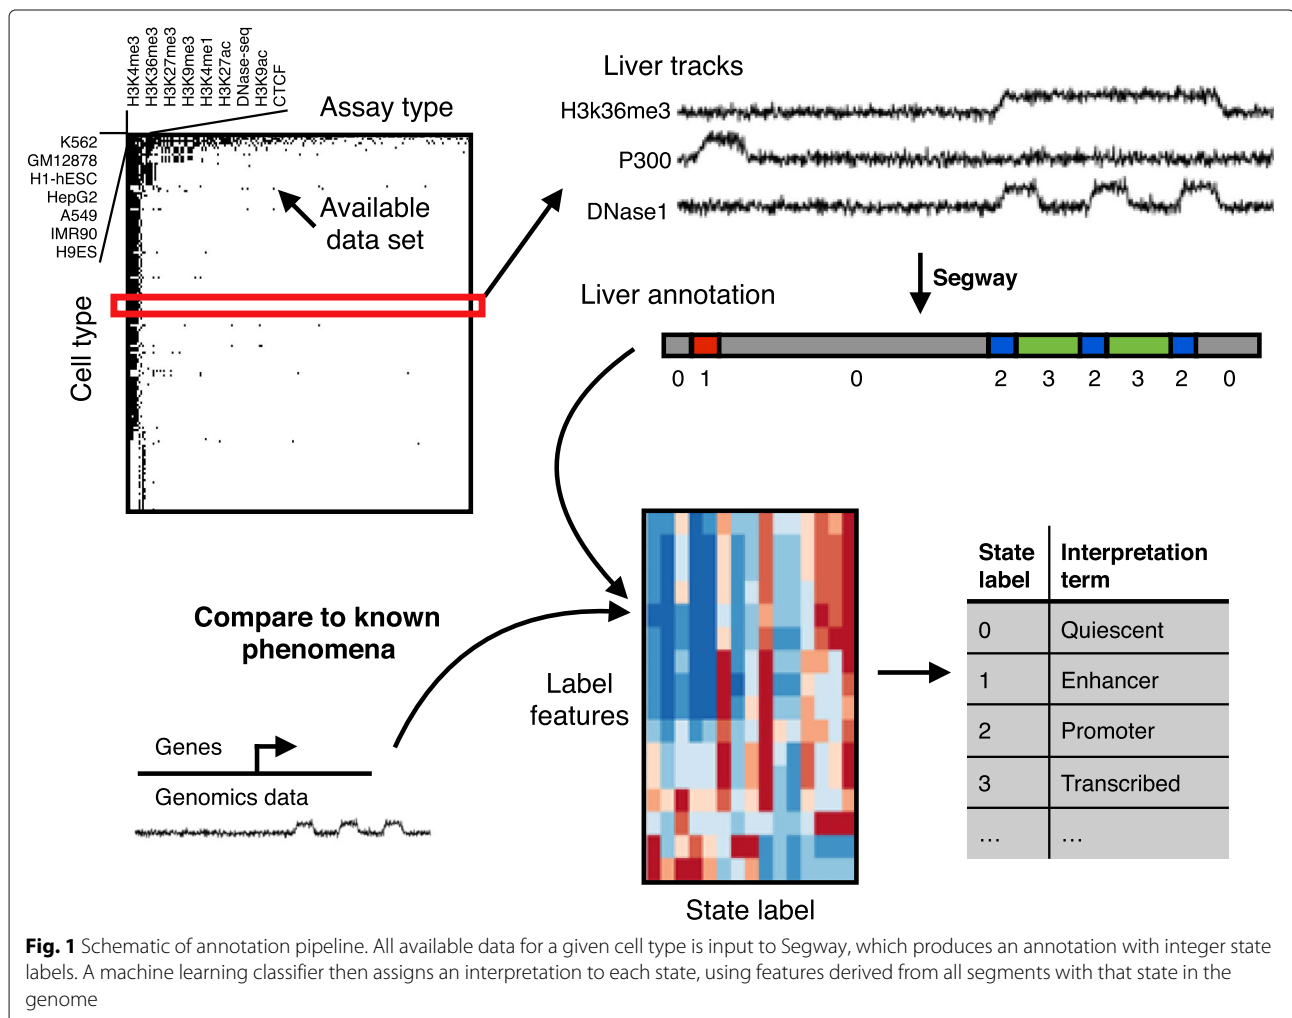 H3K4me3
H3K36me3
H3K27me3
H3K9me3
H3K4me1
H3K27ac
DNase-seq
H3K9ac
CTCF
Assay type
K562
GM12878
H1-hESC
HepG2
A549
IMR90
H9ES
Cell type
Available
data set
Liver tracks
H3k36me3
P300
DNase1
Segway
Liver annotation
0 1 0 2 3 2 3 2 0
Compare to known
phenomena
Genes
Genomics data
Label
features
State label
State Interpretation
label term
0 Quiescent
1 Enhancer
2 Promoter
3 Transcribed
... ...
Fig. 1 Schematic of annotation pipeline. All available data for a given cell type is input to Segway, which produces an annotation with integer state
labels. A machine learning classifier then assigns an interpretation to each state, using features derived from all segments with that state in the
genome